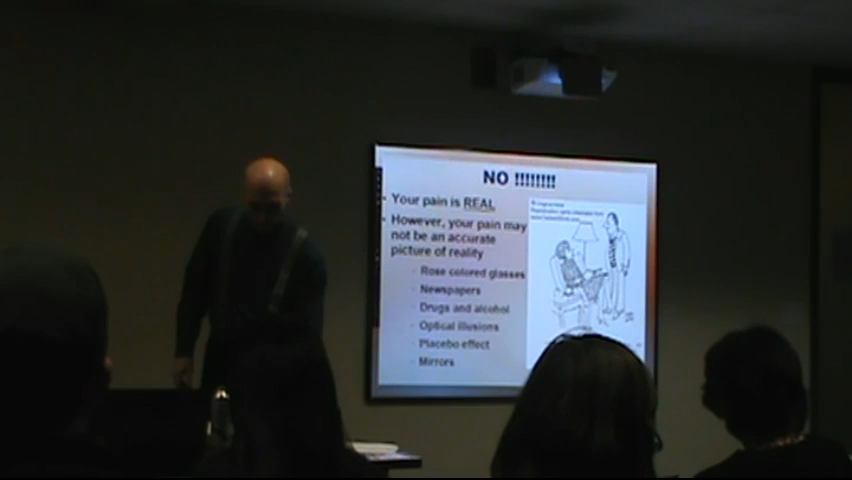 NO !!!!!!!!
Your pain is REAL
However, your pain may
not be an accurate
picture of reality
Rose colored glasses
Newspapers
Drugs and alcohol
Optical illusions
Placebo effect
Mirrors